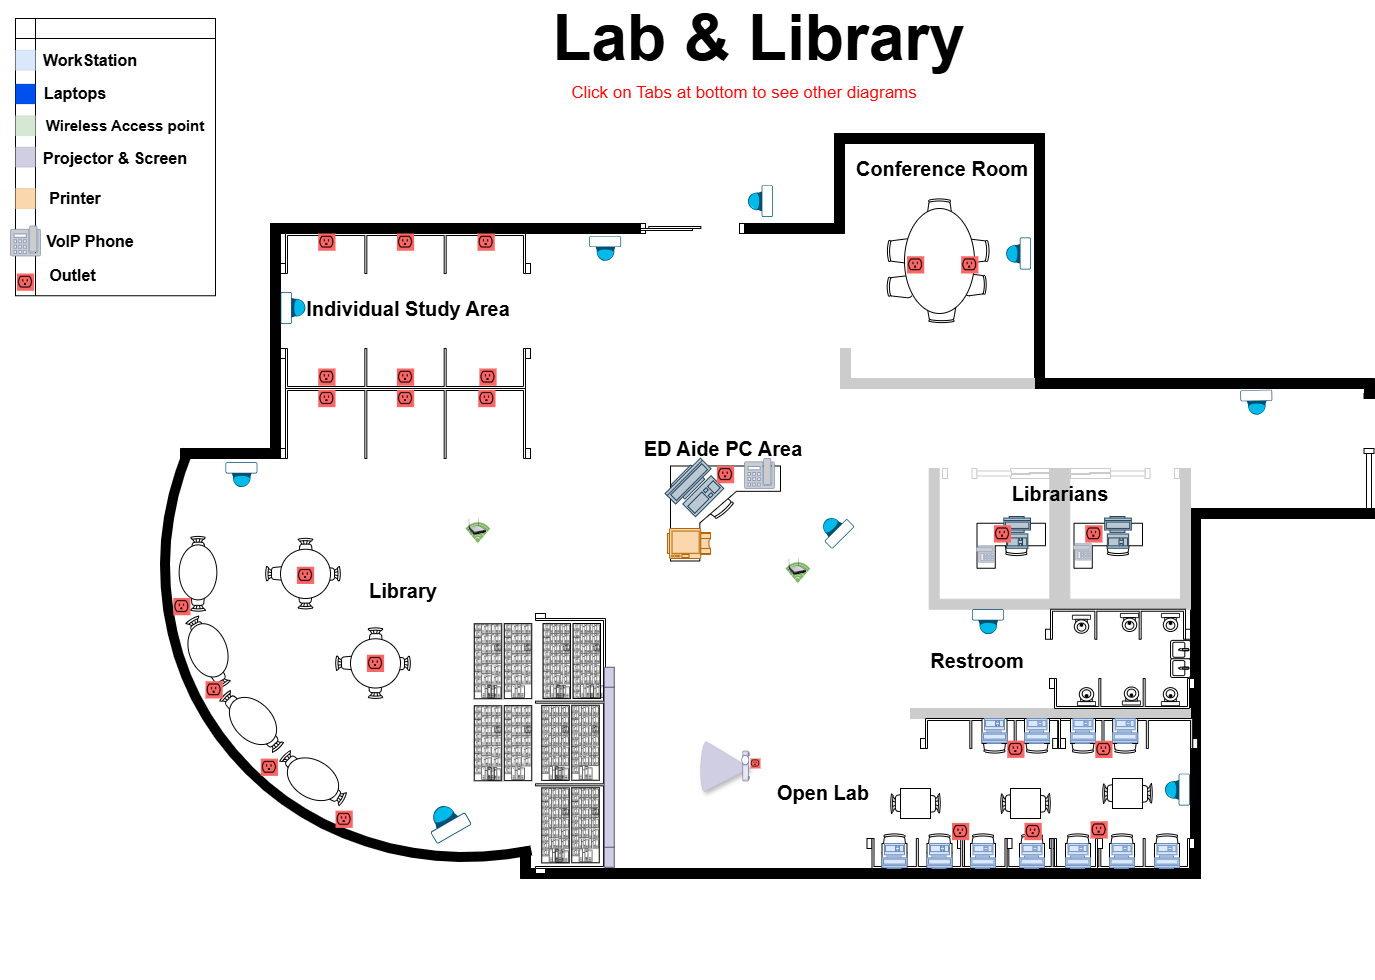 Lab & Library
Click on Tabs at bottom to see other diagrams
WorkStation
Laptops
Wireless Access point
Projector & Screen
Printer
VoIP Phone
Outlet
Conference Room
Individual Study Area
ED Aide PC Area
Librarians
Library
Restroom
Open Lab